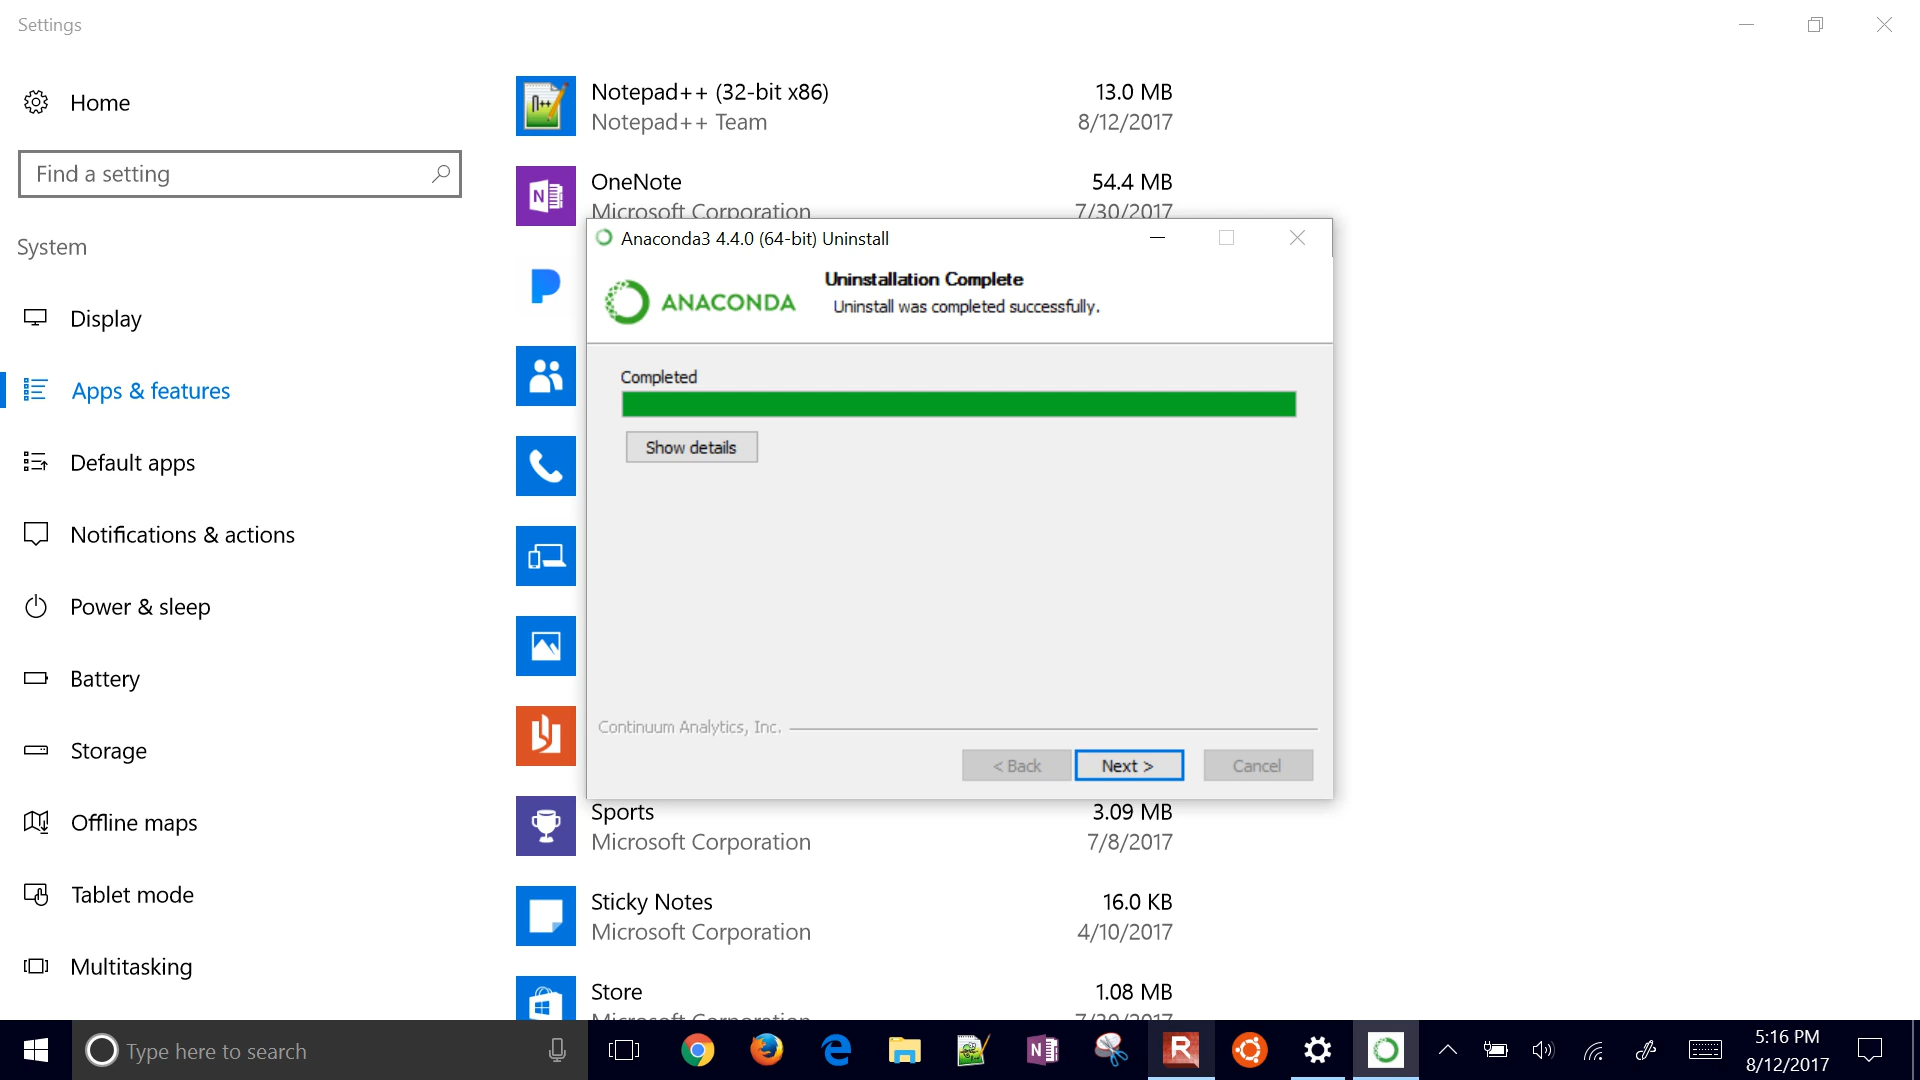 Settings
Home
Find a setting
System
Display
Apps & features
Default apps
Notifications & actions
Power & sleep
Battery
Storage
Offline maps
Tablet mode
Multitasking
Notepad++ (32-bit x86) 13.0 MB
Notepad++ Team 8/12/2017
OneNote 54.4 MB
Microsoft Corporation 7/30/2017
Anaconda3 4.4.0 (64-bit) Uninstall
ANACONDA
Uninstallation Complete
Uninstall was completed successfully.
Completed
Show details
Continuum Analytics, Inc.
< Back Next > Cancel
Sports 3.09 MB
Microsoft Corporation 7/8/2017
Sticky Notes 16.0 KB
Microsoft Corporation 4/10/2017
Store 1.08 MB
Microsoft Corporation 7/30/2017
Type here to search
5:16 PM
8/12/2017